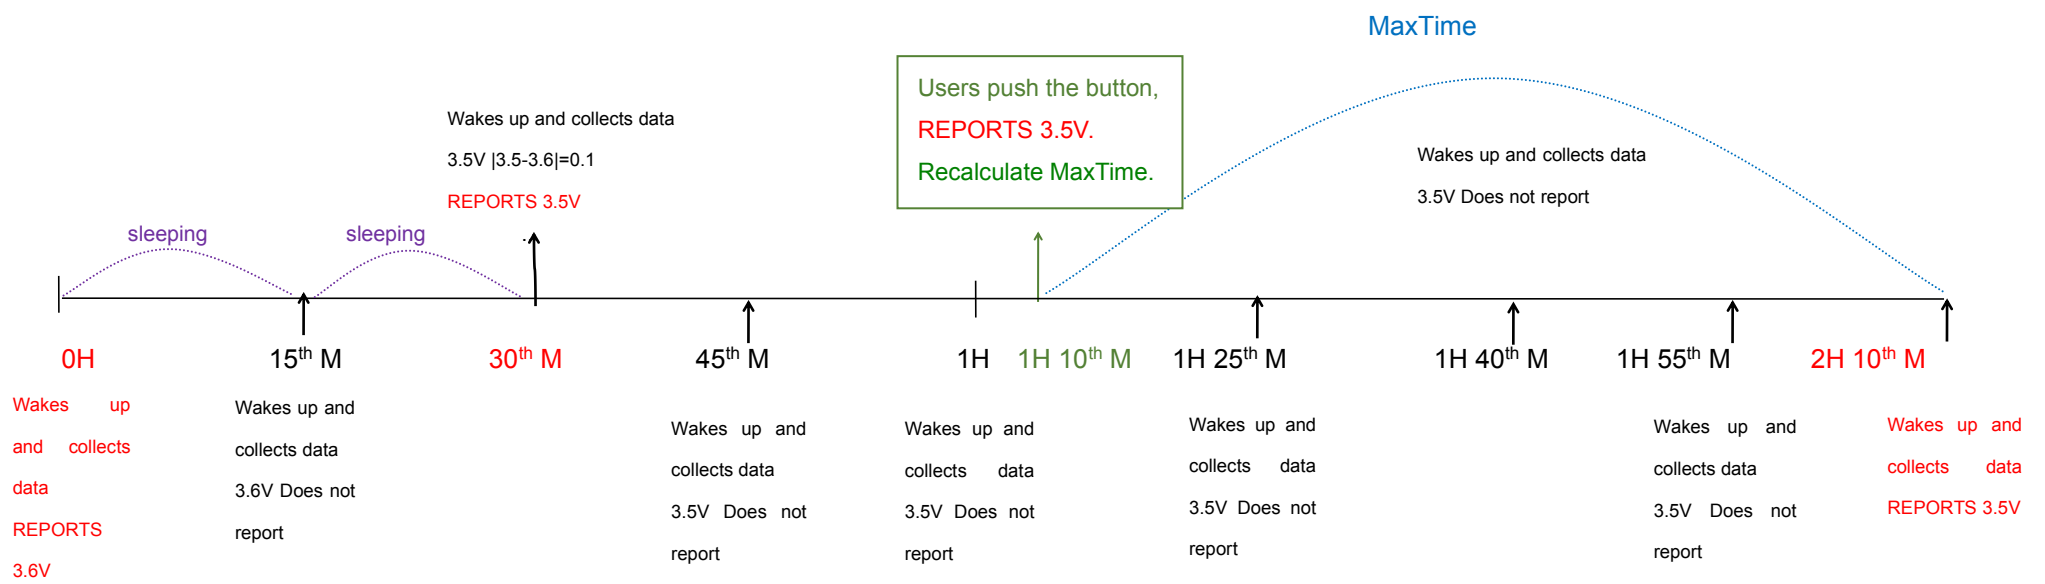 MaxTime
Users push the button,
REPORTS 3.5V.
Recalculate MaxTime.
Wakes up and collects data
3.5V |3.5-3.6|=0.1
REPORTS 3.5V
Wakes up and collects data
3.5V Does not report
sleeping
sleeping
0H
15th M
30th M
45th M
1H
1H 10th M
1H 25th M
1H 40th M
1H 55th M
2H 10th M
Wakes up
and collects
data
REPORTS
3.6V
Wakes up and
collects data
3.6V Does not
report
Wakes up and
collects data
3.5V Does not
report
Wakes up and
collects data
3.5V Does not
report
Wakes up and
collects data
3.5V Does not
report
Wakes up and
collects data
3.5V Does not
report
Wakes up and
collects data
REPORTS 3.5V